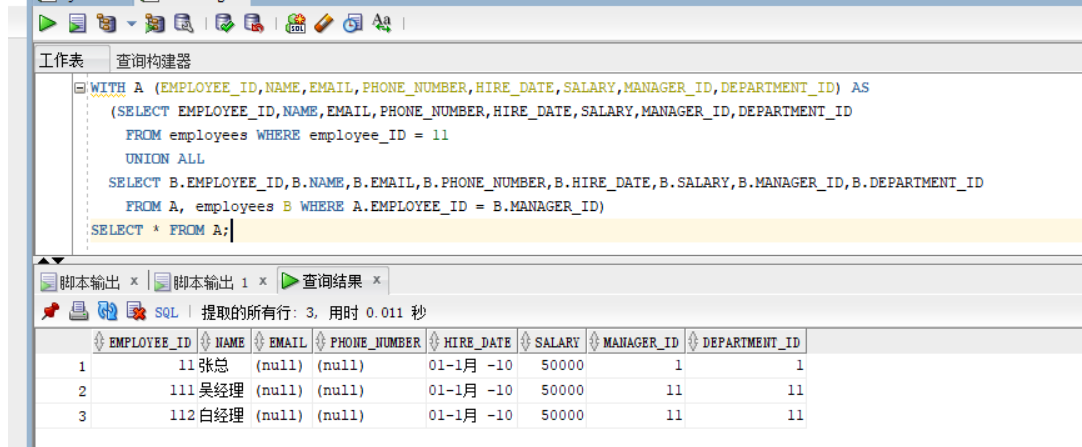 工作表 查询构建器
WITH A (EMPLOYEE_ID,NAME,EMAIL,PHONE_NUMBER,HIRE_DATE,SALARY,MANAGER_ID,DEPARTMENT_ID) AS
(SELECT EMPLOYEE_ID,NAME,EMAIL,PHONE_NUMBER,HIRE_DATE,SALARY,MANAGER_ID,DEPARTMENT_ID
FROM employees WHERE employee_ID = 11
UNION ALL
SELECT B.EMPLOYEE_ID,B.NAME,B.EMAIL,B.PHONE_NUMBER,B.HIRE_DATE,B.SALARY,B.MANAGER_ID,B.DEPARTMENT_ID
FROM A, employees B WHERE A.EMPLOYEE_ID = B.MANAGER_ID)
SELECT * FROM A;
脚本输出 × 脚本输出 1 × 查询结果 ×
SQL | 提取的所有行: 3, 用时 0.011 秒
EMPLOYEE_ID NAME EMAIL PHONE_NUMBER HIRE_DATE SALARY MANAGER_ID DEPARTMENT_ID
1 11 张总 (null) (null) 01-1月 -10 50000 1 1
2 111 吴经理 (null) (null) 01-1月 -10 50000 11 11
3 112 白经理 (null) (null) 01-1月 -10 50000 11 11